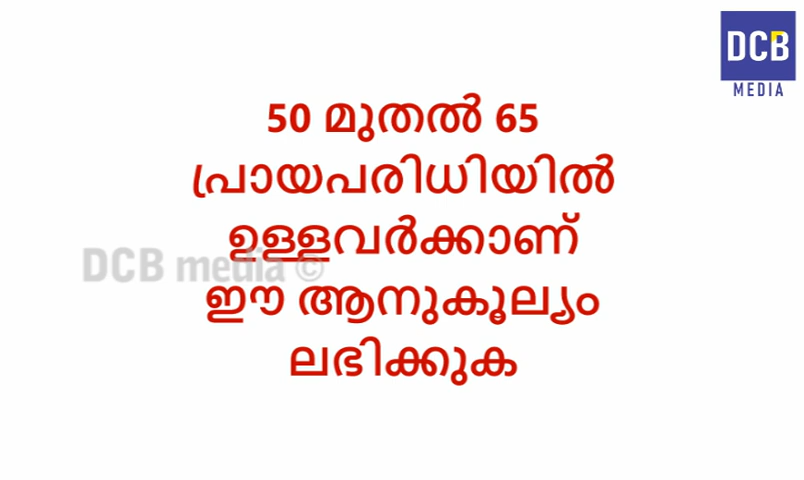 DCB
MEDIA
50 മുതൽ 65
പ്രായപരിധിയിൽ
ഉള്ളവർക്കാണ്
DCB media ©
ഈ ആനുകൂല്യം
ലഭിക്കുക